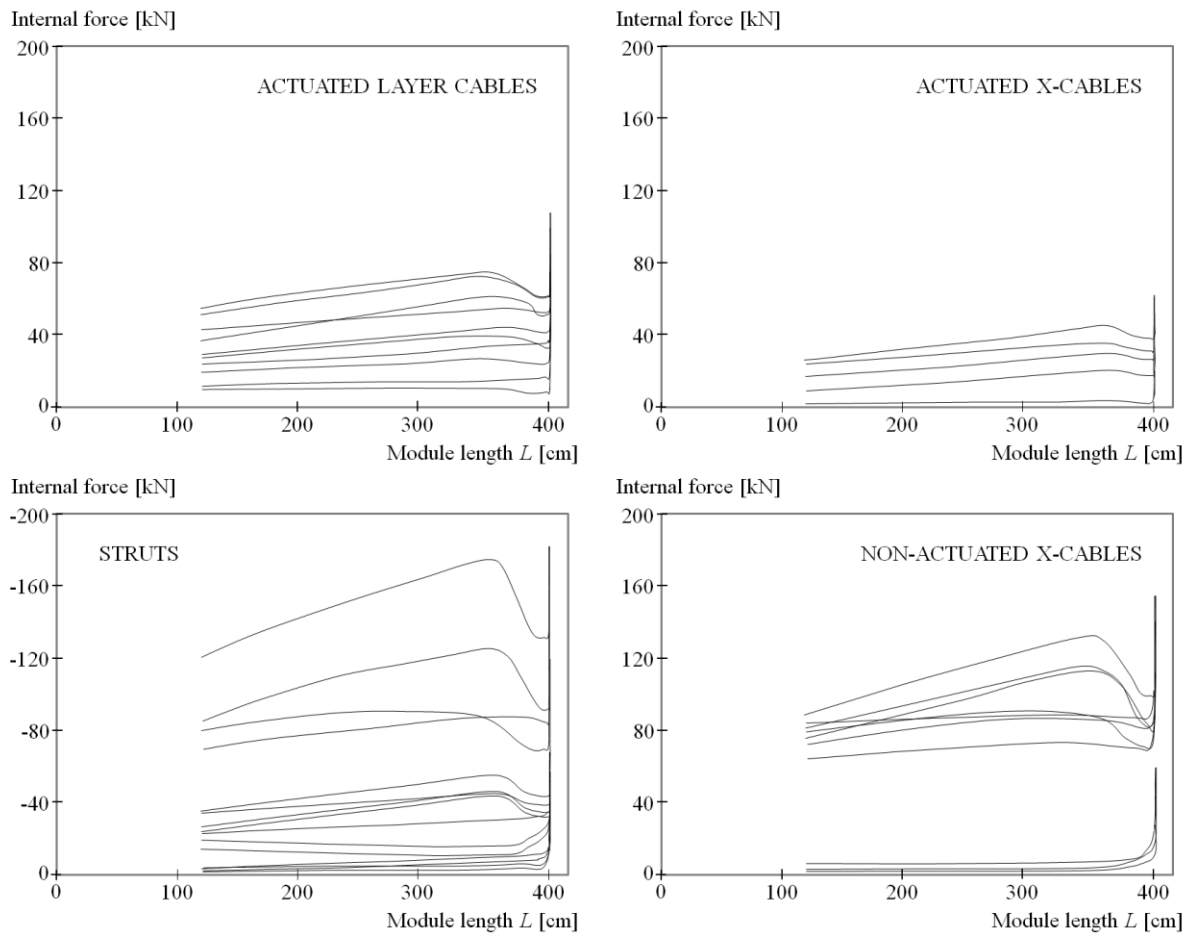 Internal force [kN]
200
ACTUATED LAYER CABLES
160
120
80
40
0
0 100 200 300 400
Module length L [cm]
Internal force [kN]
200
ACTUATED X-CABLES
160
120
80
40
0
0 100 200 300 400
Module length L [cm]
Internal force [kN]
-200
STRUTS
-160
-120
-80
-40
0
0 100 200 300 400
Module length L [cm]
Internal force [kN]
200
NON-ACTUATED X-CABLES
160
120
80
40
0
0 100 200 300 400
Module length L [cm]